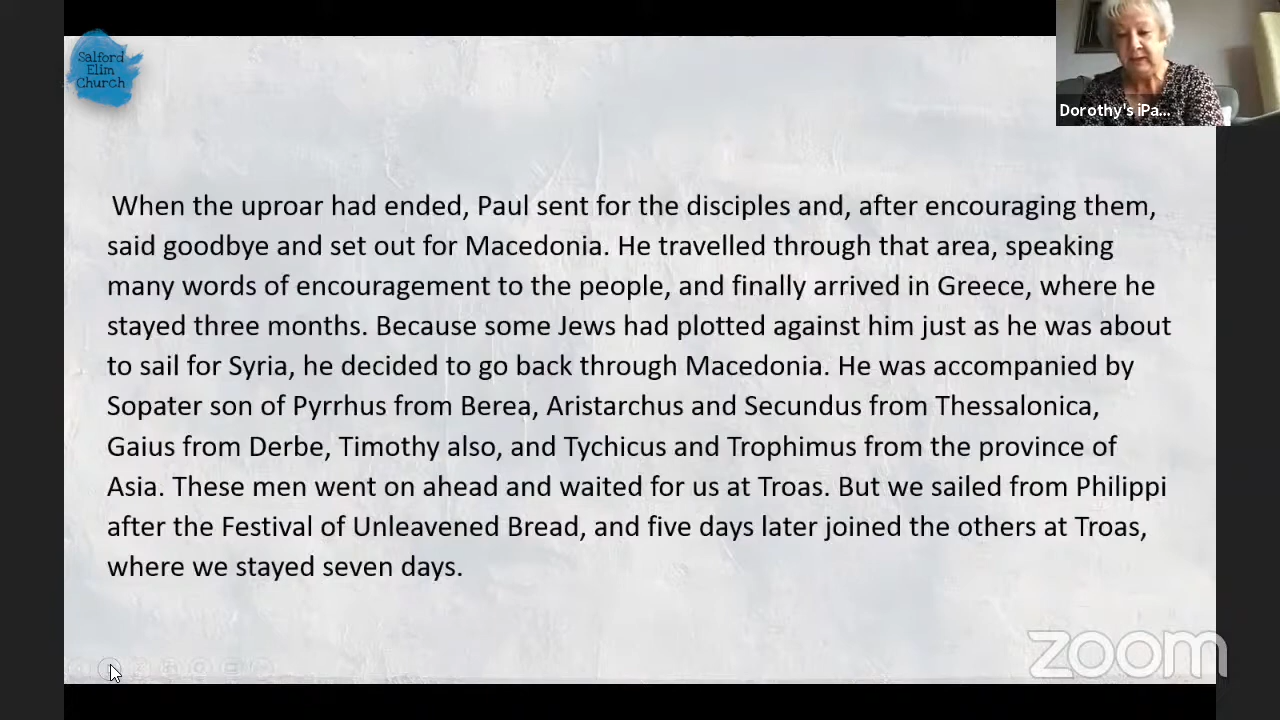 Salford
Elim
Church
Dorothy's iPa...
When the uproar had ended, Paul sent for the disciples and, after encouraging them,
said goodbye and set out for Macedonia. He travelled through that area, speaking
many words of encouragement to the people, and finally arrived in Greece, where he
stayed three months. Because some Jews had plotted against him just as he was about
to sail for Syria, he decided to go back through Macedonia. He was accompanied by
Sopater son of Pyrrhus from Berea, Aristarchus and Secundus from Thessalonica,
Gaius from Derbe, Timothy also, and Tychicus and Trophimus from the province of
Asia. These men went on ahead and waited for us at Troas. But we sailed from Philippi
after the Festival of Unleavened Bread, and five days later joined the others at Troas,
where we stayed seven days.
zoom